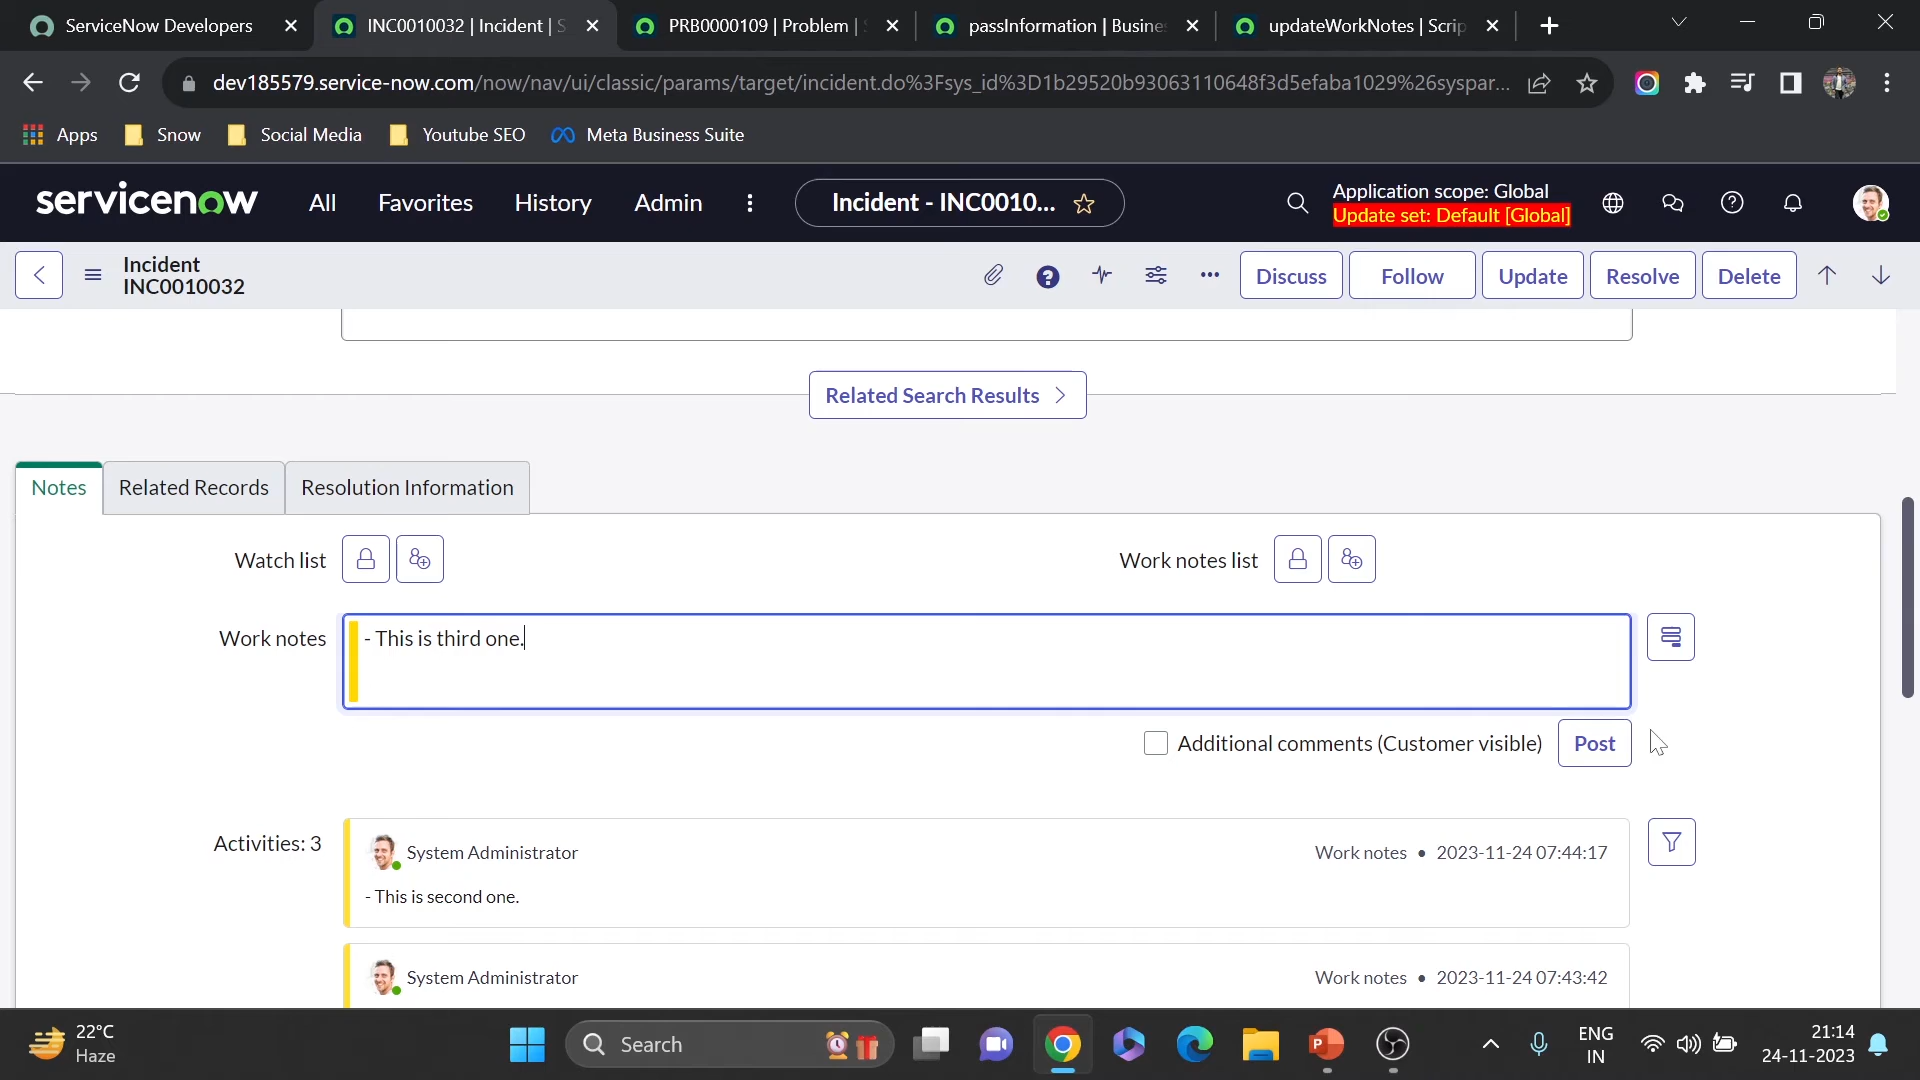 ServiceNow Developers
INC0010032 | Incident | S
PRB0000109 | Problem |
passInformation | Busine
updateWorkNotes | Scrip
dev185579.service-now.com/now/nav/ui/classic/params/target/incident.do%3Fsys_id%3D1b29520b93063110648f3d5efaba1029%26syspar...
Apps
Snow
Social Media
Youtube SEO
Meta Business Suite
servicenow
All
Favorites
History
Admin
Incident - INC0010...
Application scope: Global
Update set: Default [Global]
Incident
INC0010032
Discuss
Follow
Update
Resolve
Delete
Related Search Results
Notes
Related Records
Resolution Information
Watch list
Work notes list
Work notes
- This is third one.
Additional comments (Customer visible)
Post
Activities: 3
System Administrator
Work notes • 2023-11-24 07:44:17
- This is second one.
System Administrator
Work notes • 2023-11-24 07:43:42
22°C
Haze
Search
ENG
IN
21:14
24-11-2023